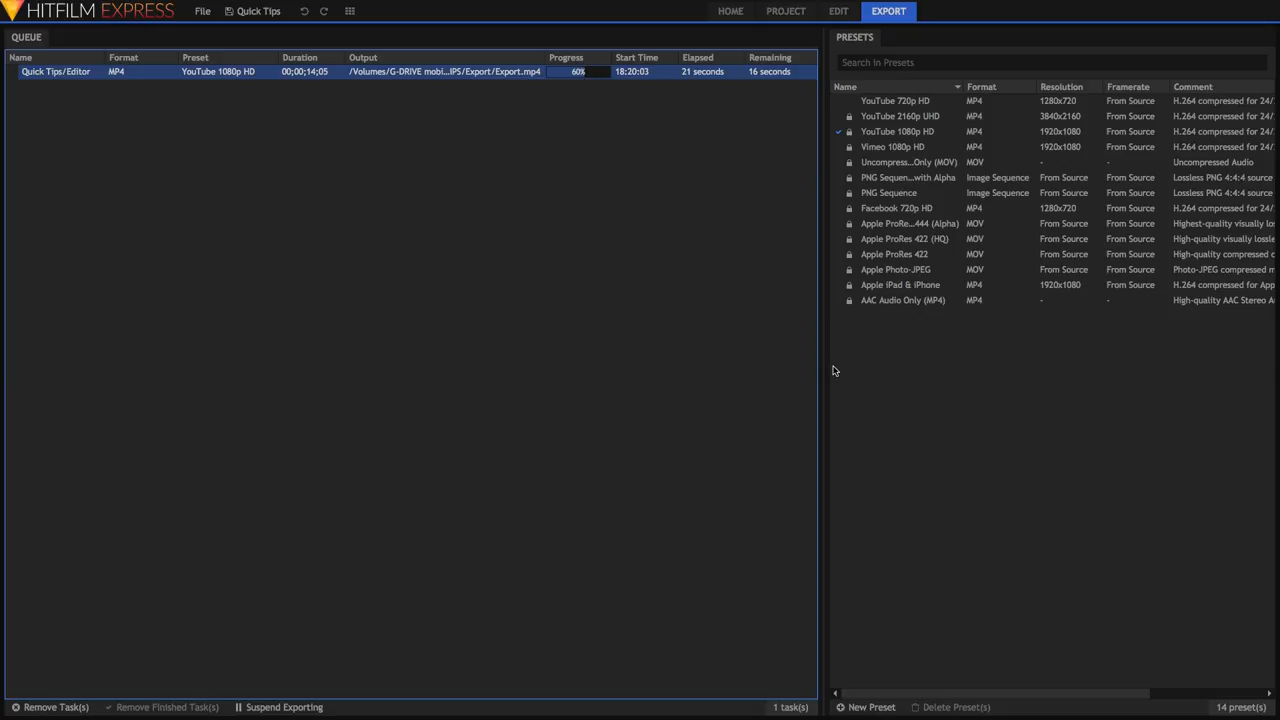 HITFILM EXPRESS File Quick Tips HOME PROJECT EDIT EXPORT
QUEUE
Name Format Preset Duration Output Progress Start Time Elapsed Remaining
Quick Tips/Editor MP4 YouTube 1080p HD 00;00;14;05 /Volumes/G-DRIVE mobi...IPS/Export/Export.mp4 60% 18:20:03 21 seconds 16 seconds
Remove Task(s) Remove Finished Task(s) Suspend Exporting 1 task(s)
PRESETS
Search in Presets
Name Format Resolution Framerate Comment
YouTube 720p HD MP4 1280x720 From Source H.264 compressed for 24/
YouTube 2160p UHD MP4 3840x2160 From Source H.264 compressed for 24/
YouTube 1080p HD MP4 1920x1080 From Source H.264 compressed for 24/
Vimeo 1080p HD MP4 1920x1080 From Source H.264 compressed for 24/
Uncompress...Only (MOV) MOV - - Uncompressed Audio
PNG Sequen...with Alpha Image Sequence From Source From Source Lossless PNG 4:4:4 source
PNG Sequence Image Sequence From Source From Source Lossless PNG 4:4:4 source
Facebook 720p HD MP4 1280x720 From Source H.264 compressed for 24/
Apple ProRe...444 (Alpha) MOV From Source From Source Highest-quality visually los
Apple ProRes 422 (HQ) MOV From Source From Source High-quality visually lossle
Apple ProRes 422 MOV From Source From Source High-quality compressed c
Apple Photo-JPEG MOV From Source From Source Photo-JPEG compressed m
Apple iPad & iPhone MP4 1920x1080 From Source H.264 compressed for App
AAC Audio Only (MP4) MP4 - - High-quality AAC Stereo A
New Preset Delete Preset(s) 14 preset(s)